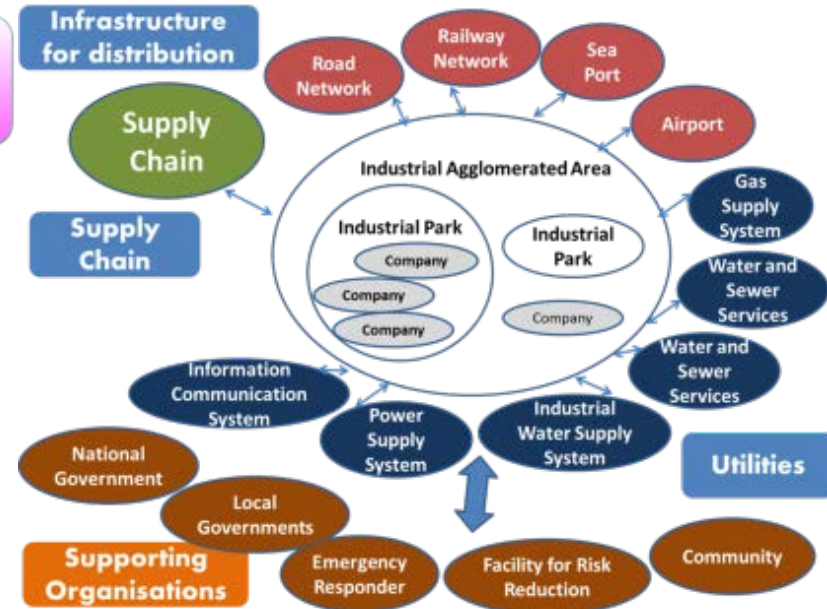 Infrastructure
for distribution
Railway
Network
Sea
Port
Road
Network
Airport
Supply
Chain
Industrial Agglomerated Area
Gas
Supply
System
Supply
Chain
Industrial Park
Company
Company
Company
Industrial
Park
Company
Water and
Sewer
Services
Water and
Sewer
Services
Information
Communication
System
Power
Supply
System
Industrial
Water Supply
System
Utilities
National
Government
Local
Governments
Supporting
Organisations
Emergency
Responder
Facility for Risk
Reduction
Community